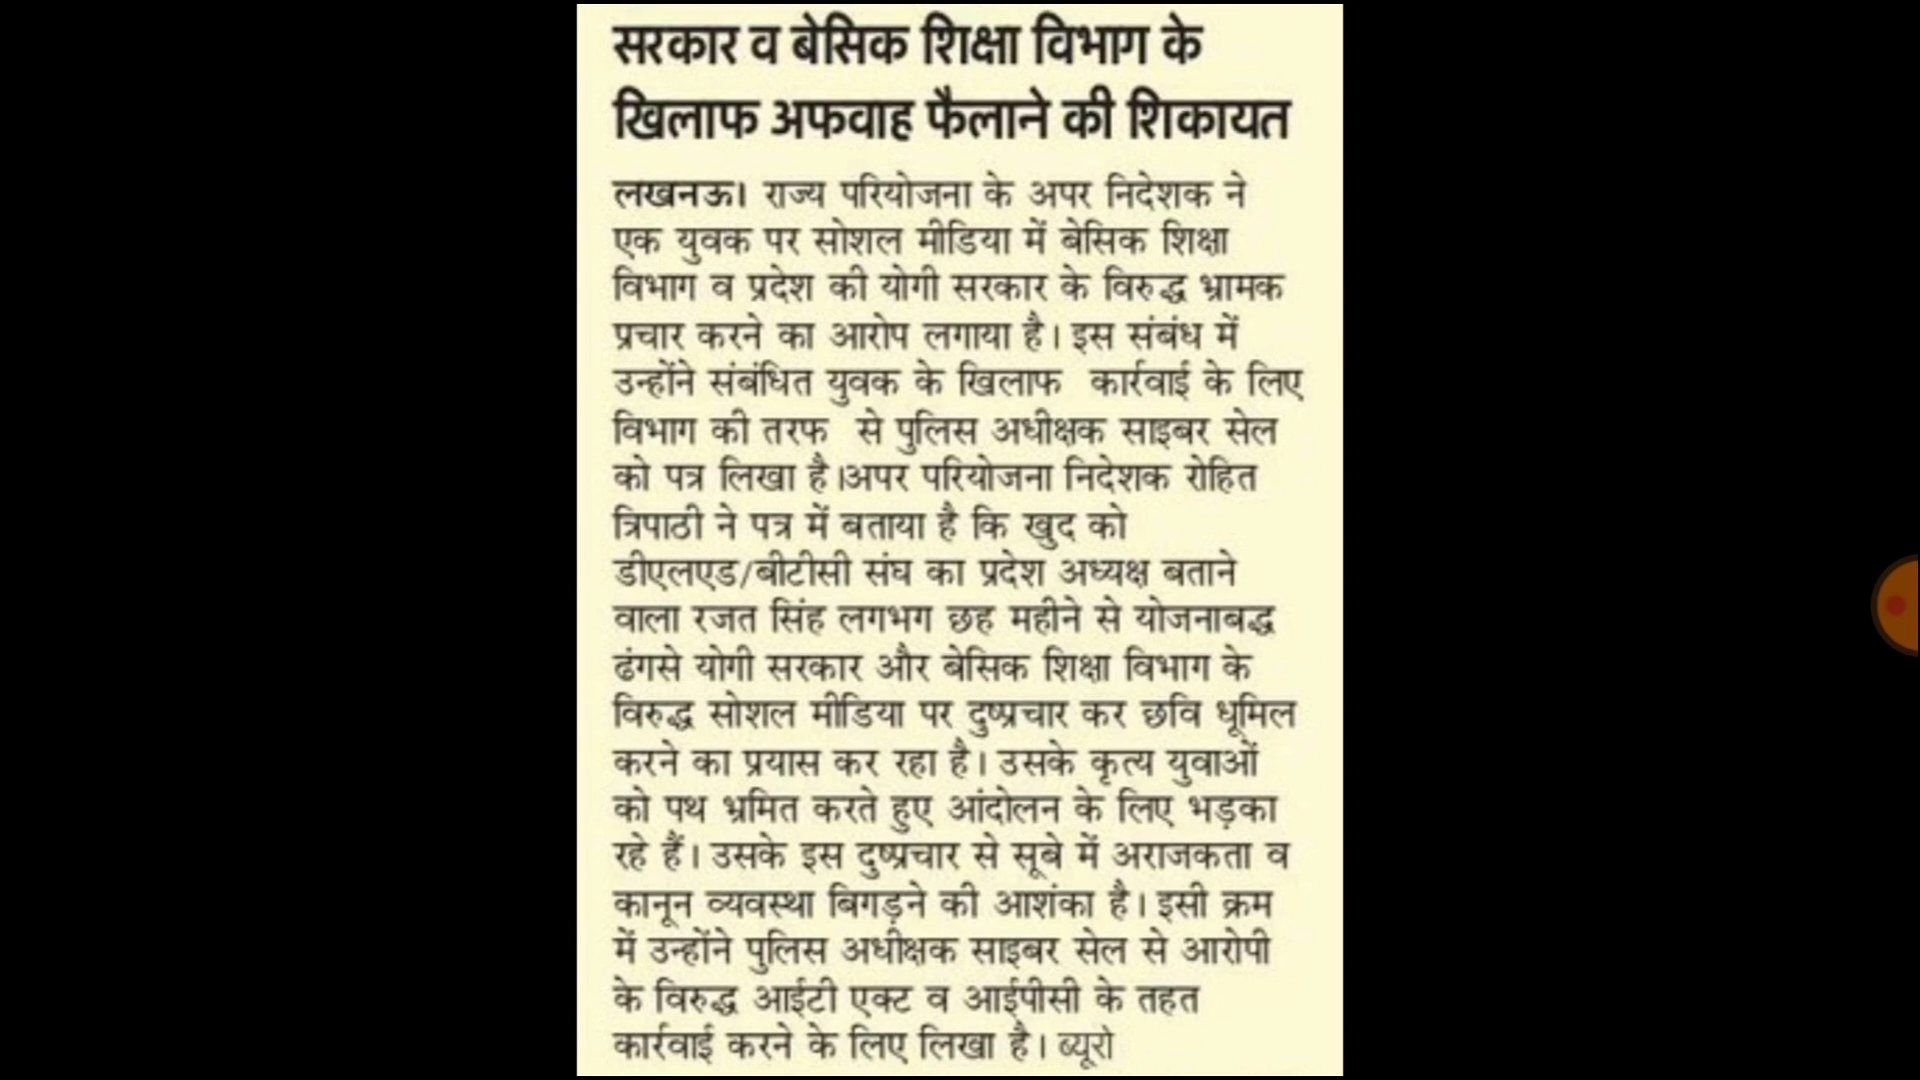 सरकार व बेसिक शिक्षा विभाग के
खिलाफ अफवाह फैलाने की शिकायत
लखनऊ। राज्य परियोजना के अपर निदेशक ने
एक युवक पर सोशल मीडिया में बेसिक शिक्षा
विभाग व प्रदेश की योगी सरकार के विरुद्ध भ्रामक
प्रचार करने का आरोप लगाया है। इस संबंध में
उन्होंने संबंधित युवक के खिलाफ कार्रवाई के लिए
विभाग की तरफ से पुलिस अधीक्षक साइबर सेल
को पत्र लिखा है।अपर परियोजना निदेशक रोहित
त्रिपाठी ने पत्र में बताया है कि खुद को
डीएलएड/बीटीसी संघ का प्रदेश अध्यक्ष बताने
वाला रजत सिंह लगभग छह महीने से योजनाबद्ध
ढंगसे योगी सरकार और बेसिक शिक्षा विभाग के
विरुद्ध सोशल मीडिया पर दुष्प्रचार कर छवि धूमिल
करने का प्रयास कर रहा है। उसके कृत्य युवाओं
को पथ भ्रमित करते हुए आंदोलन के लिए भड़का
रहे हैं। उसके इस दुष्प्रचार से सूबे में अराजकता व
कानून व्यवस्था बिगड़ने की आशंका है। इसी क्रम
में उन्होंने पुलिस अधीक्षक साइबर सेल से आरोपी
के विरुद्ध आईटी एक्ट व आईपीसी के तहत
कार्रवाई करने के लिए लिखा है। ब्यूरो